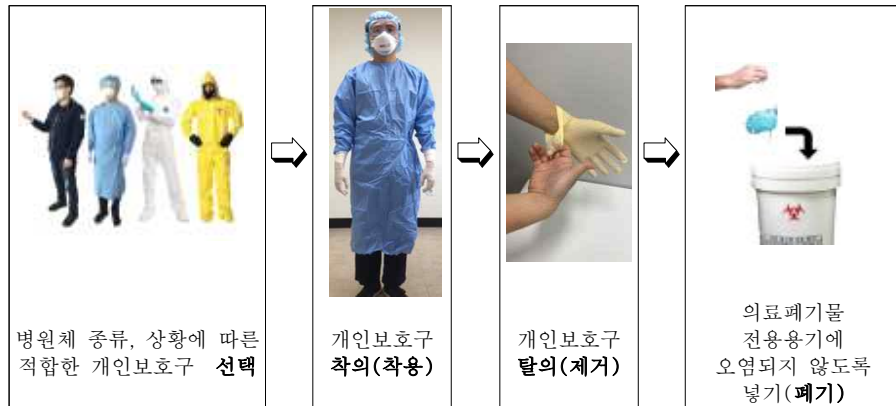 병원체 종류, 상황에 따른
적합한 개인보호구 선택
개인보호구
착의(착용)
개인보호구
탈의(제거)
의료폐기물
전용용기에
오염되지 않도록
넣기(폐기)